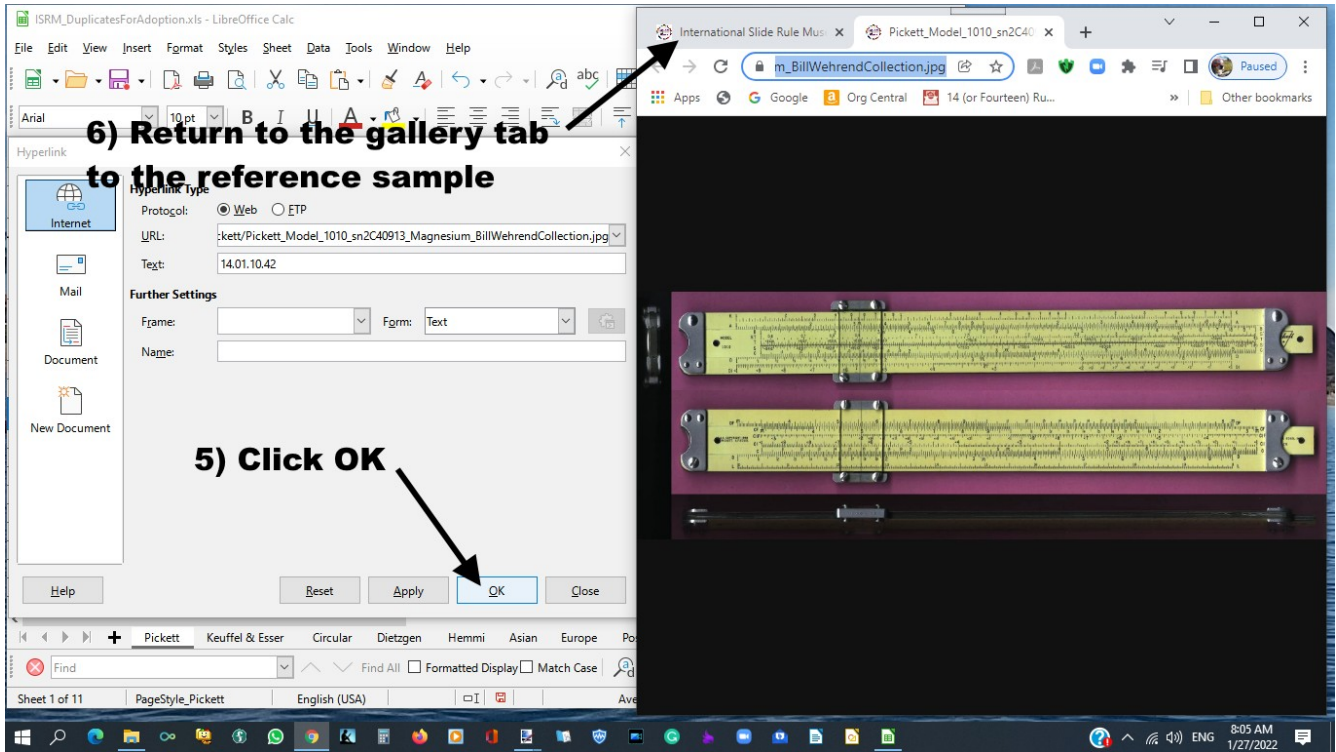 ISRM_DuplicatesForAdoption.xls - LibreOffice Calc
File Edit View Insert Format Styles Sheet Data Tools Window Help
Arial 10 pt
6) Return to the gallery tab
to the reference sample
Hyperlink
Internet
Mail
Document
New Document
Hyperlink Type
Protocol: Web FTP
URL: :kett/Pickett_Model_1010_sn2C40913_Magnesium_BillWehrendCollection.jpg
Text: 14.01.10.42
Further Settings
Frame: Form: Text
Name:
5) Click OK
Help Reset Apply OK Close
Pickett Keuffel & Esser Circular Dietzgen Hemmi Asian Europe Po
Find Find All Formatted Display Match Case
Sheet 1 of 11 PageStyle_Pickett English (USA) Ave
International Slide Rule Mus Pickett_Model_1010_sn2C40
m_BillWehrendCollection.jpg Paused
Apps Google Org Central 14 (or Fourteen) Ru... » Other bookmarks
ENG 8:05 AM
1/27/2022